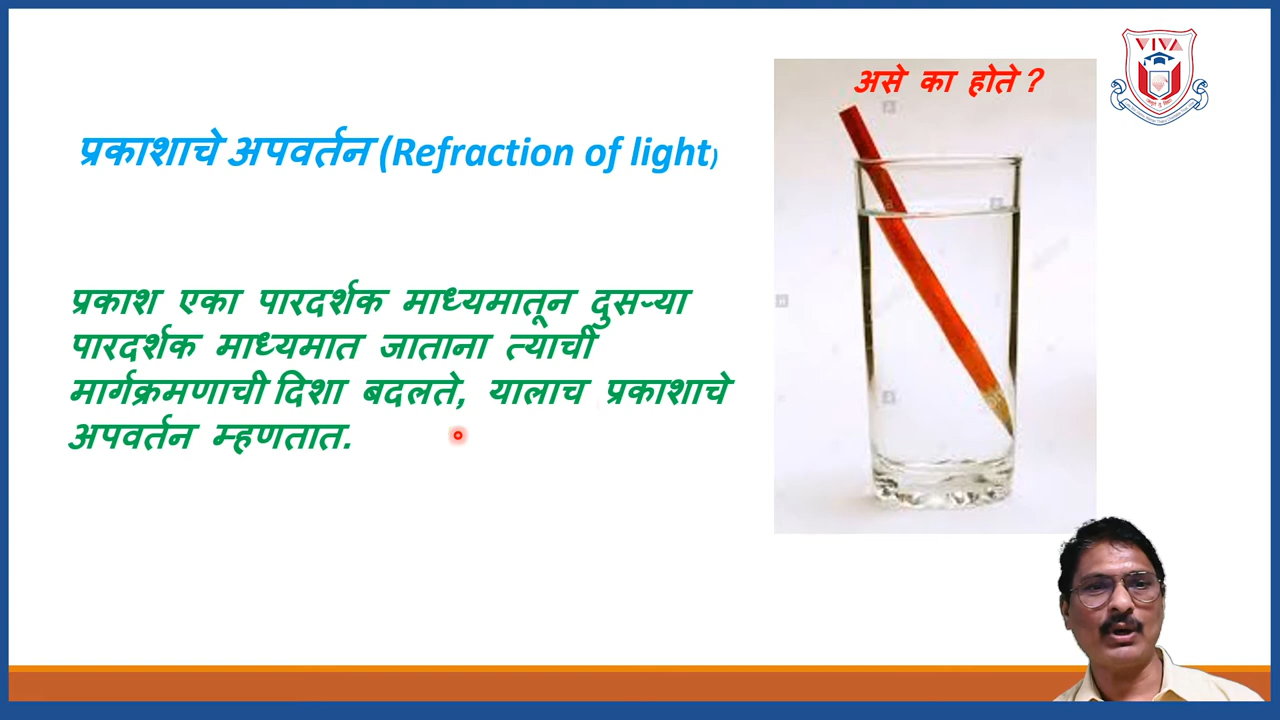 असे का होते ?
VIVA
प्रकाशाचे अपवर्तन (Refraction of light)
प्रकाश एका पारदर्शक माध्यमातून दुसऱ्या
पारदर्शक माध्यमात जाताना त्याची
मार्गक्रमणाची दिशा बदलते, यालाच प्रकाशाचे
अपवर्तन म्हणतात.